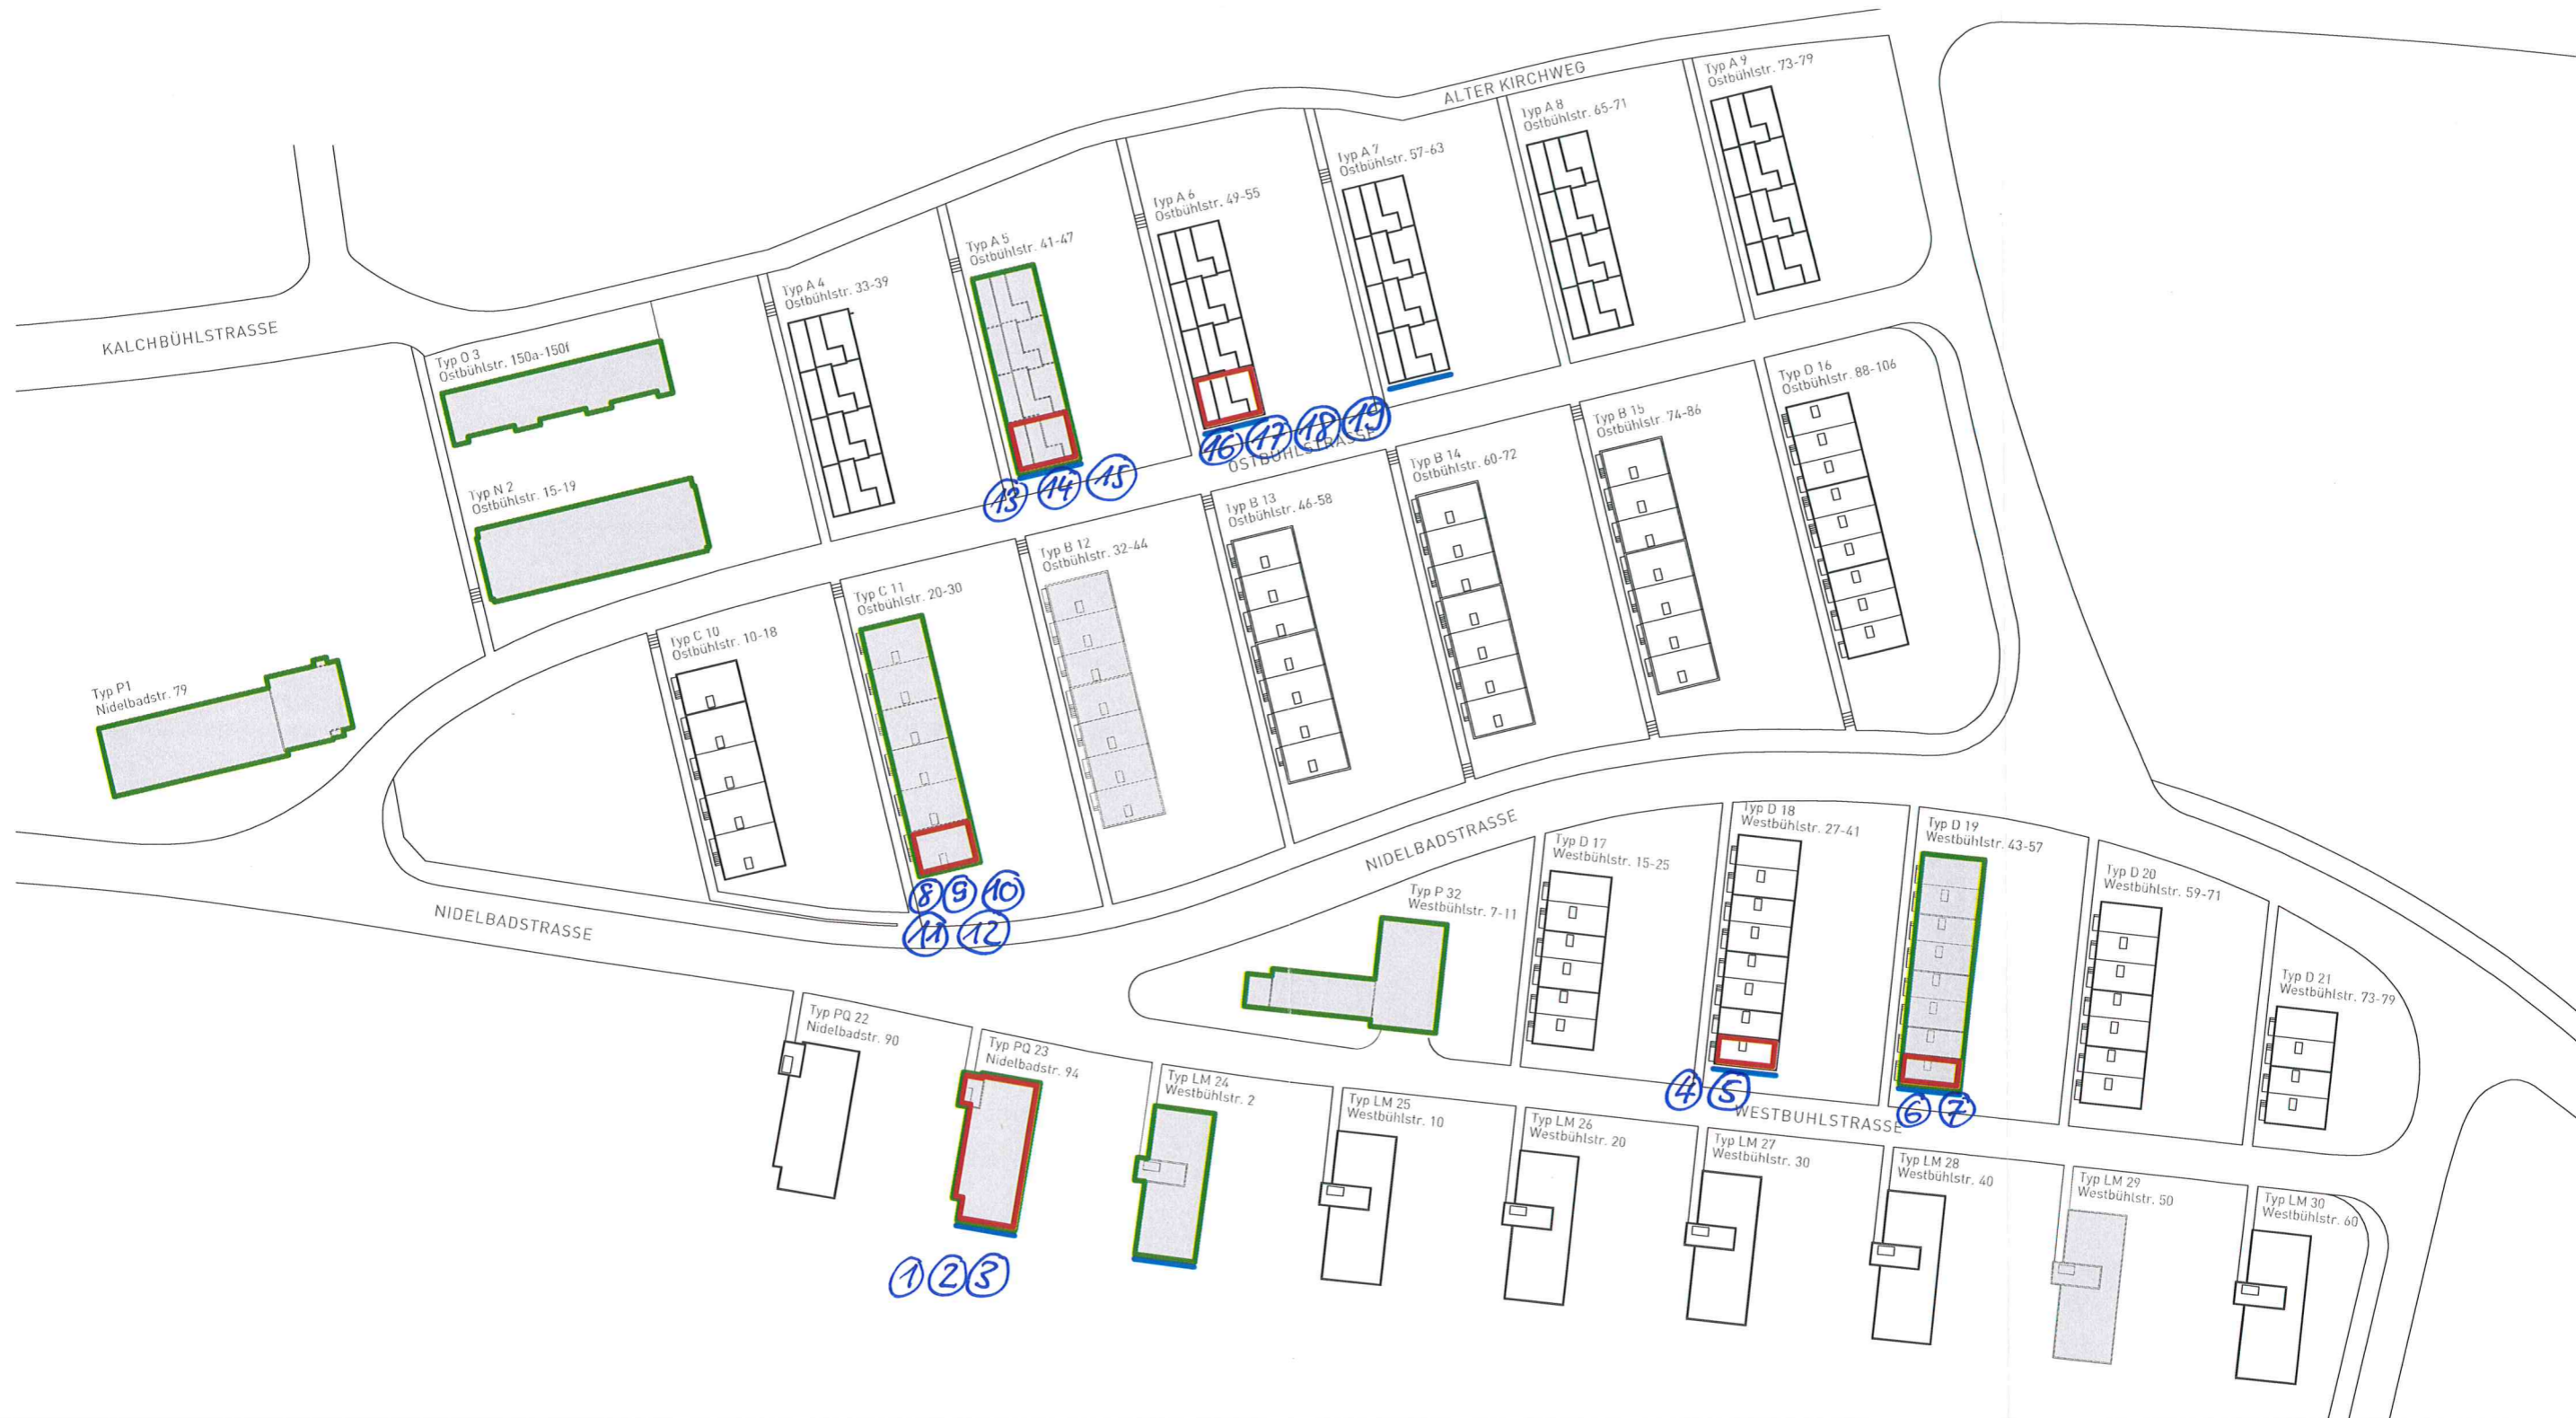 ALTER KIRCHWEG
Typ A 9
Ostbühlstr. 73-79
Typ A 8
Ostbühlstr. 65-71
Typ A 7
Ostbühlstr. 57-63
Typ A 6
Ostbühlstr. 49-55
Typ A 5
Ostbühlstr. 41-47
Typ A 4
Ostbühlstr. 33-39
KALCHBÜHLSTRASSE
Typ O 3
Ostbühlstr. 150a-150f
Typ N 2
Ostbühlstr. 15-19
16 17 18 19
OSTBÜHLSTRASSE
13 14 15
Typ D 16
Ostbühlstr. 88-106
Typ B 15
Ostbühlstr. 74-86
Typ B 14
Ostbühlstr. 60-72
Typ B 13
Ostbühlstr. 46-58
Typ B 12
Ostbühlstr. 32-44
Typ C 11
Ostbühlstr. 20-30
Typ C 10
Ostbühlstr. 10-18
Typ P1
Nidelbadstr. 79
8 9 10
11 12
NIDELBADSTRASSE
NIDELBADSTRASSE
Typ P 32
Westbühlstr. 7-11
Typ D 17
Westbühlstr. 15-25
Typ D 18
Westbühlstr. 27-41
Typ D 19
Westbühlstr. 43-57
Typ D 20
Westbühlstr. 59-71
Typ D 21
Westbühlstr. 73-79
4 5
WESTBÜHLSTRASSE
6 7
Typ PQ 22
Nidelbadstr. 90
Typ PQ 23
Nidelbadstr. 94
Typ LM 24
Westbühlstr. 2
Typ LM 25
Westbühlstr. 10
Typ LM 26
Westbühlstr. 20
Typ LM 27
Westbühlstr. 30
Typ LM 28
Westbühlstr. 40
Typ LM 29
Westbühlstr. 50
Typ LM 30
Westbühlstr. 60
1 2 3